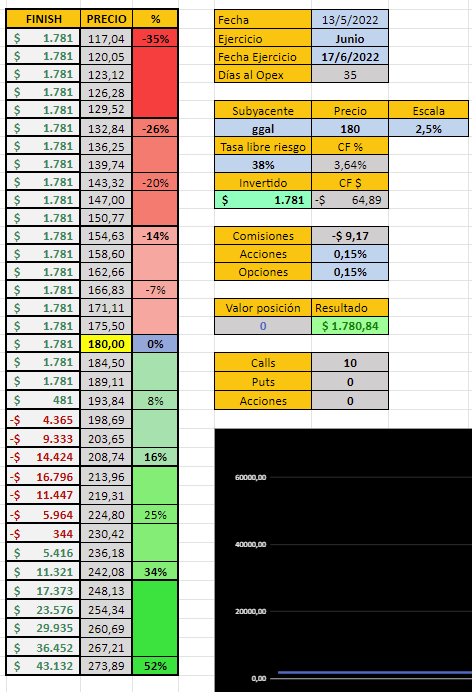 FINISH PRECIO %
$ 1.781 117,04 -35%
$ 1.781 120,05
$ 1.781 123,12
$ 1.781 126,28
$ 1.781 129,52
$ 1.781 132,84 -26%
$ 1.781 136,25
$ 1.781 139,74
$ 1.781 143,32 -20%
$ 1.781 147,00
$ 1.781 150,77
$ 1.781 154,63 -14%
$ 1.781 158,60
$ 1.781 162,66
$ 1.781 166,83 -7%
$ 1.781 171,11
$ 1.781 175,50
$ 1.781 180,00 0%
$ 1.781 184,50
$ 1.781 189,11
$ 481 193,84 8%
-$ 4.365 198,69
-$ 9.333 203,65
-$ 14.424 208,74 16%
-$ 16.796 213,96
-$ 11.447 219,31
-$ 5.964 224,80 25%
-$ 344 230,42
$ 5.416 236,18
$ 11.321 242,08 34%
$ 17.373 248,13
$ 23.576 254,34
$ 29.935 260,69
$ 36.452 267,21
$ 43.132 273,89 52%
Fecha 13/5/2022
Ejercicio Junio
Fecha Ejercicio 17/6/2022
Días al Opex 35
Subyacente Precio Escala
ggal 180 2,5%
Tasa libre riesgo CF %
38% 3,64%
Invertido CF $
$ 1.781 -$ 64,89
Comisiones -$ 9,17
Acciones 0,15%
Opciones 0,15%
Valor posición Resultado
0 $ 1.780,84
Calls 10
Puts 0
Acciones 0
60000,00
40000,00
20000,00
0,00